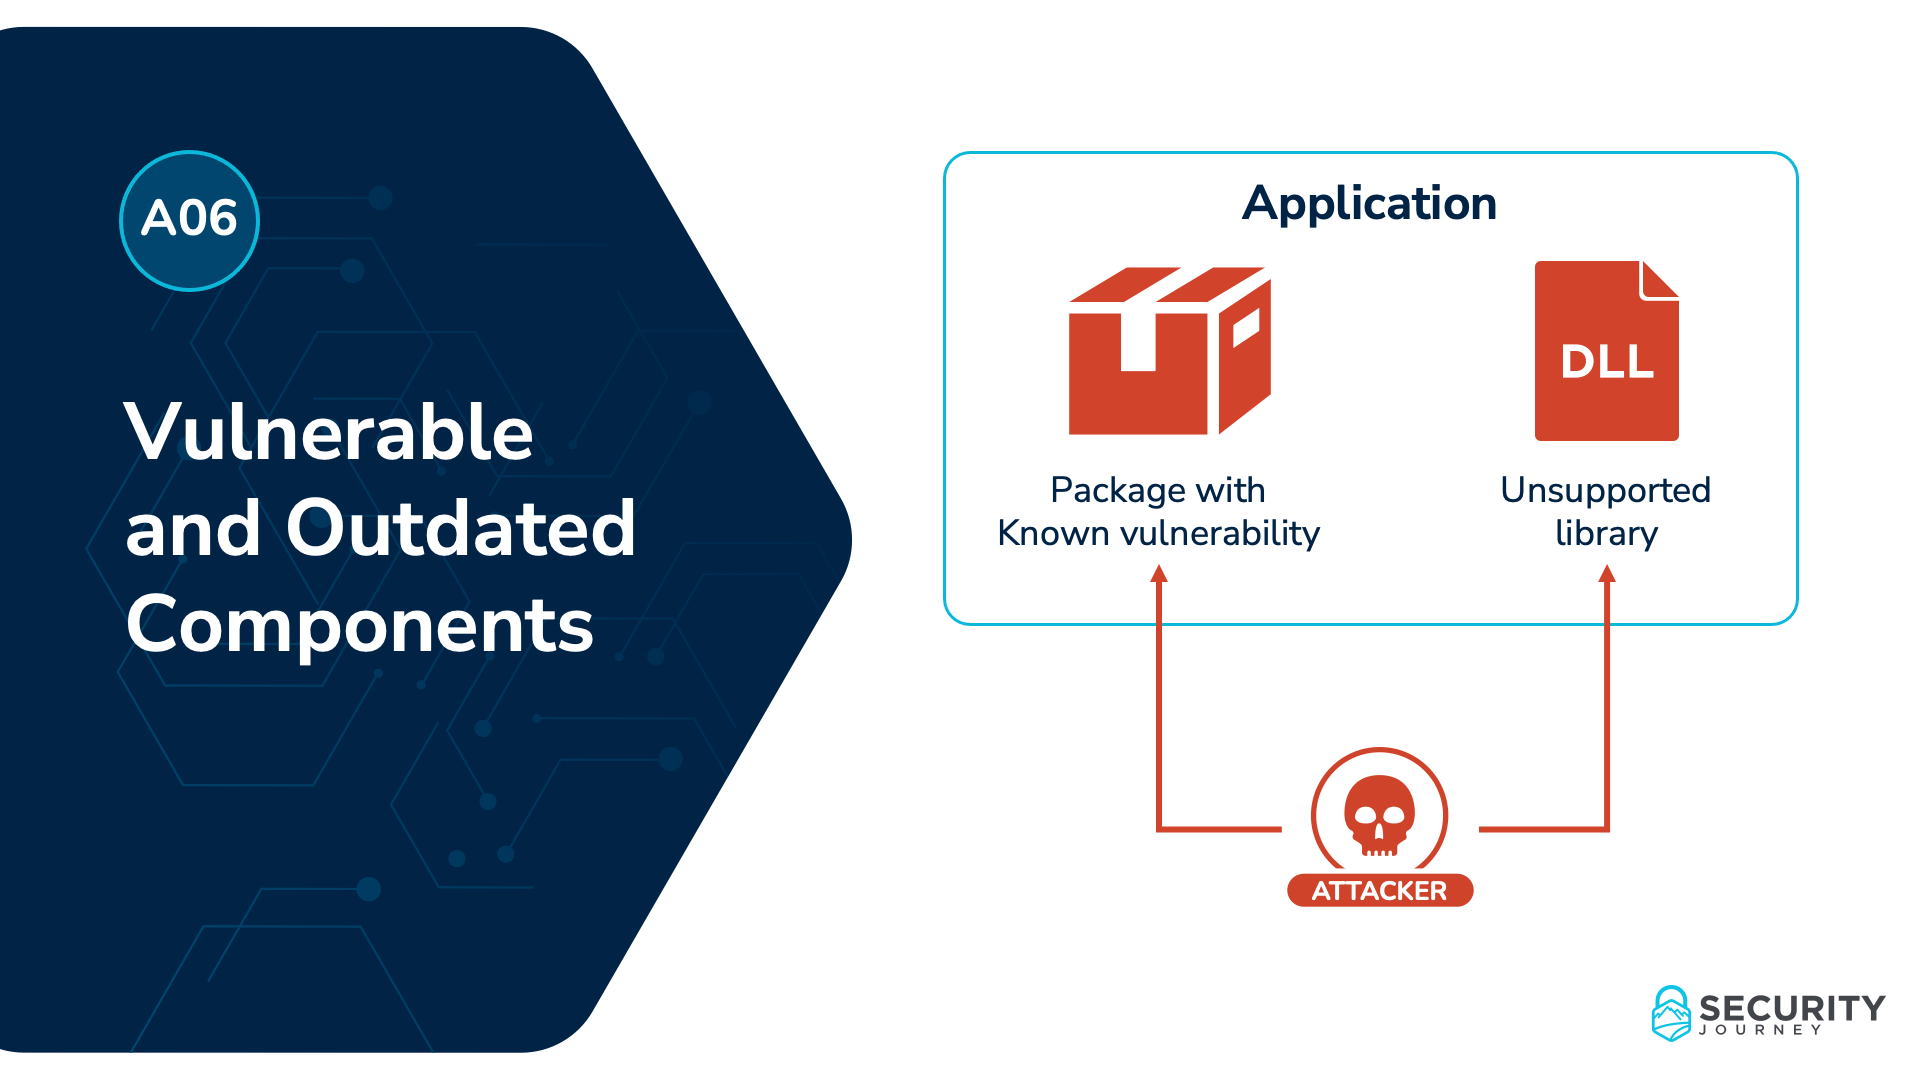 A06
Vulnerable
and Outdated
Components
Application
DLL
Package with
Known vulnerability
Unsupported
library
ATTACKER
SECURITY
JOURNEY